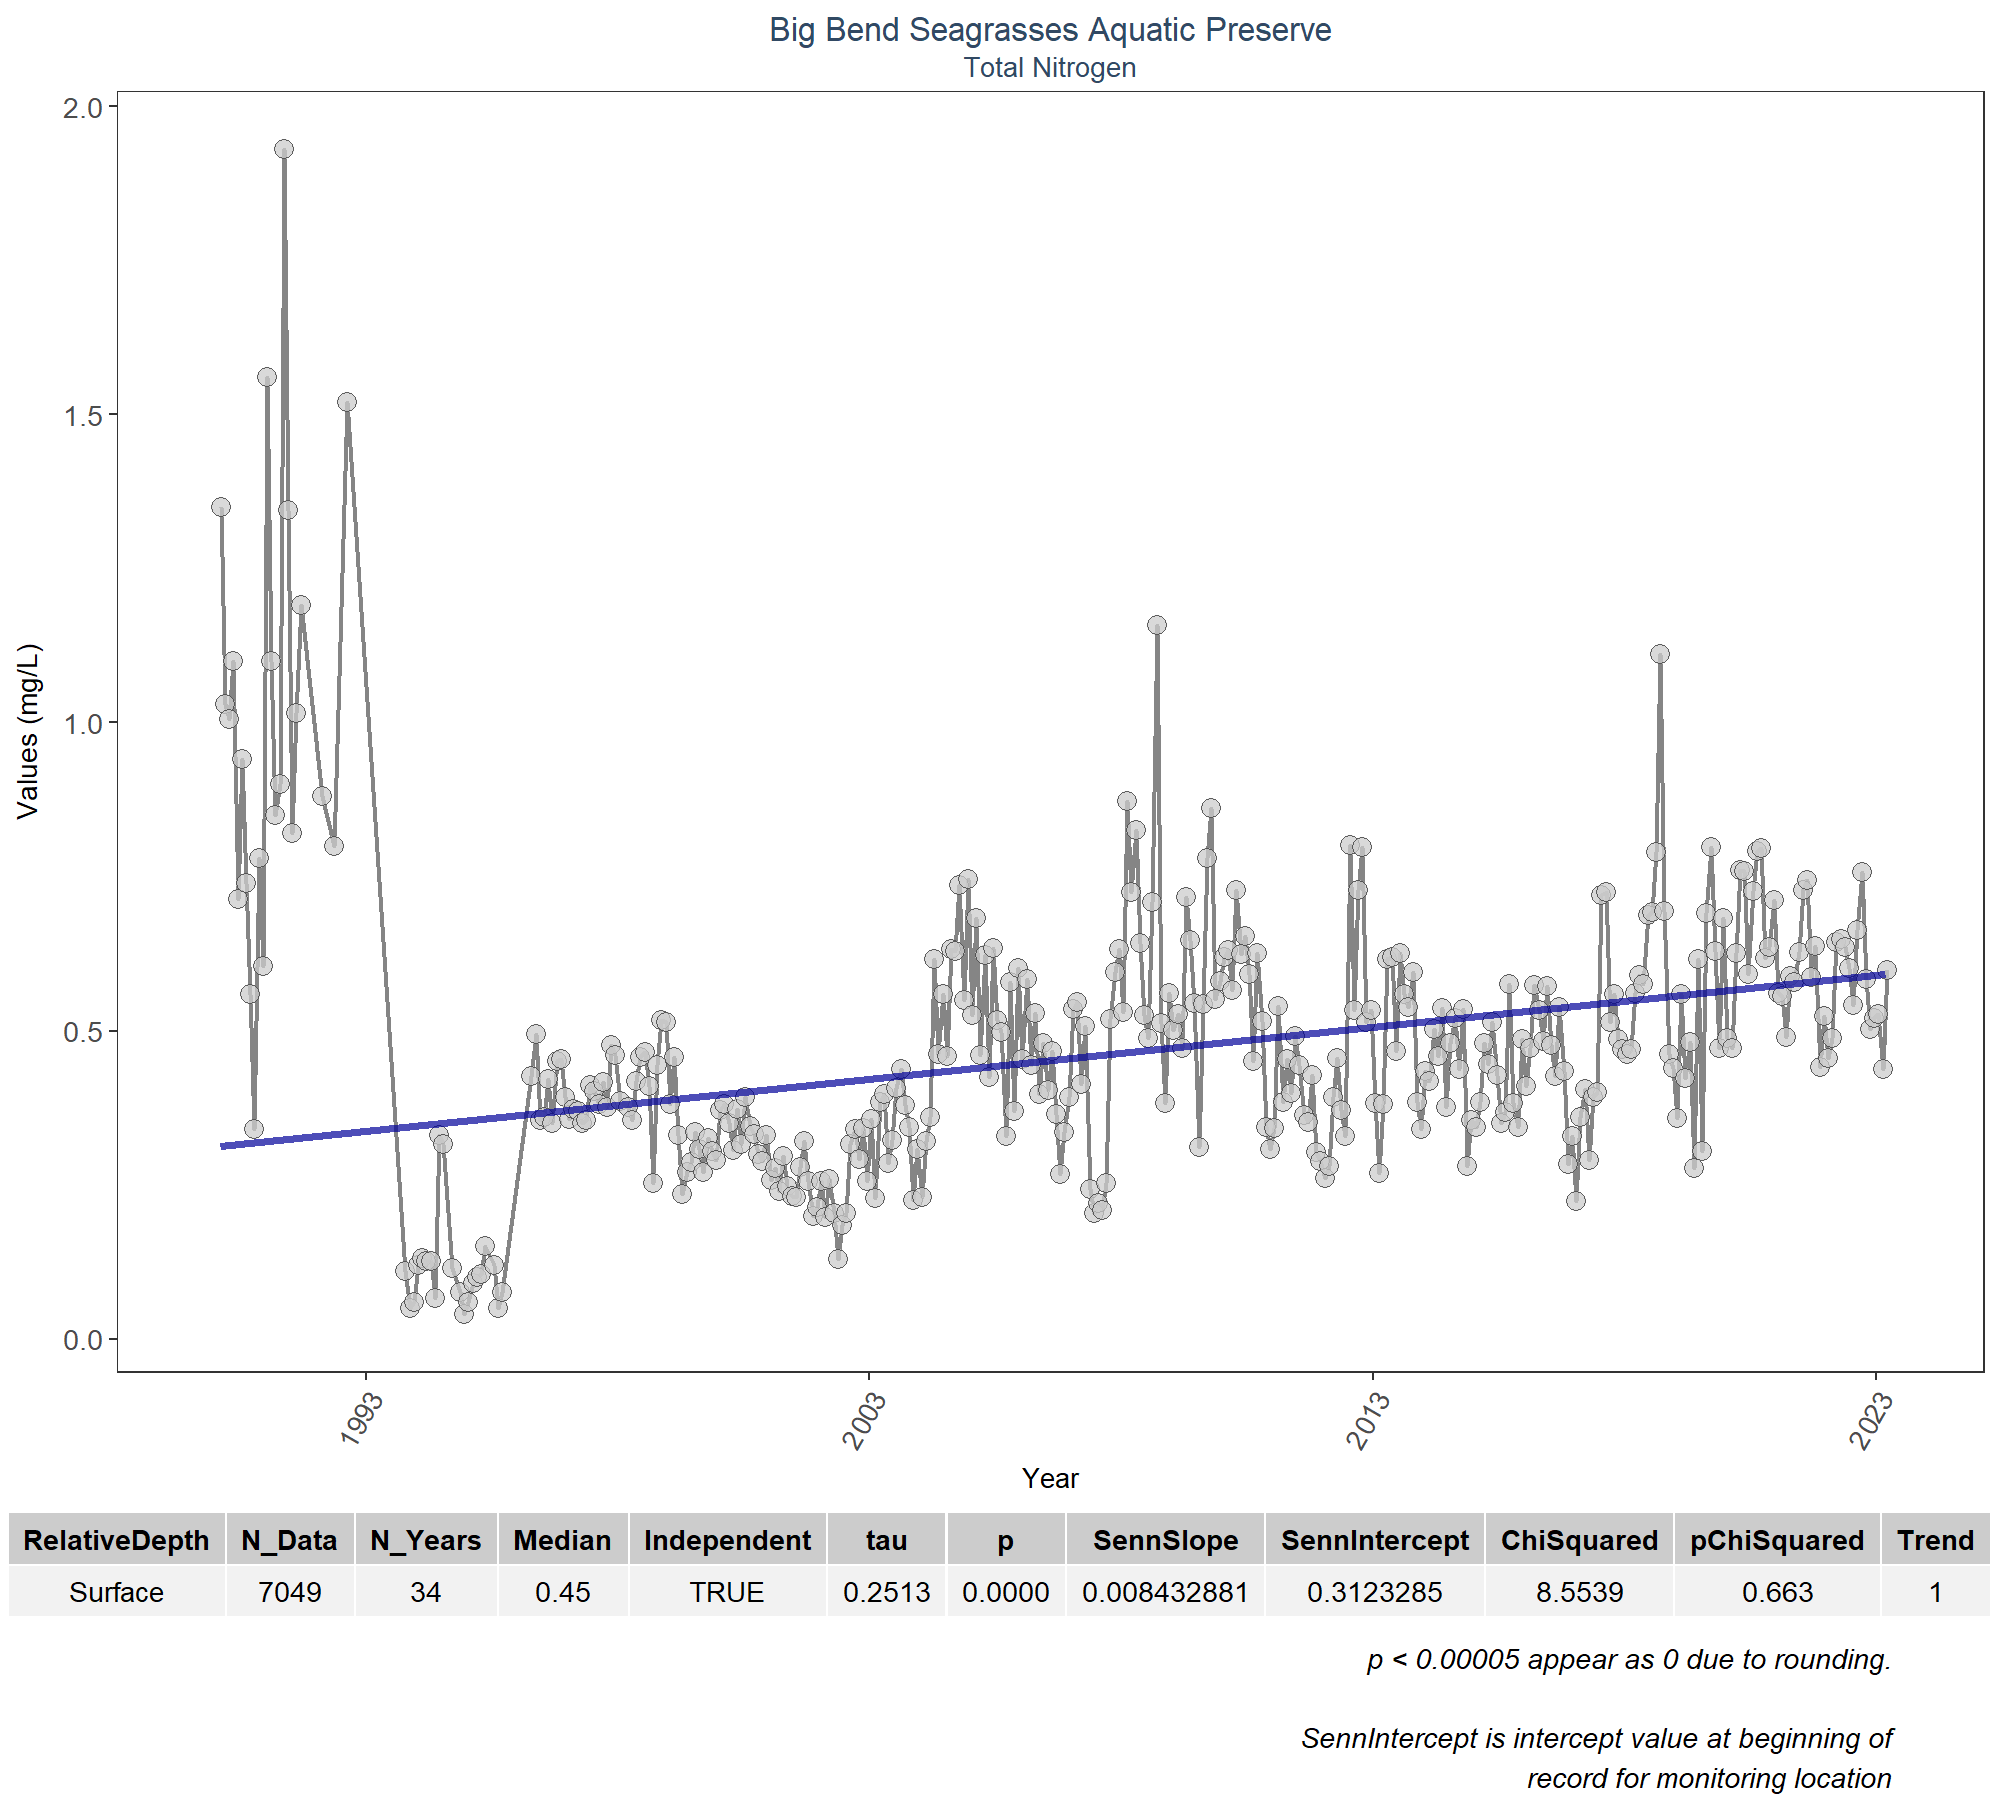 Big Bend Seagrasses Aquatic Preserve
Total Nitrogen
Values (mg/L)
2.0
1.5
1.0
0.5
0.0
1993 2003 2013 2023
Year
RelativeDepth N_Data N_Years Median Independent tau p SennSlope SennIntercept ChiSquared pChiSquared Trend
Surface 7049 34 0.45 TRUE 0.2513 0.0000 0.008432881 0.3123285 8.5539 0.663 1
p < 0.00005 appear as 0 due to rounding.
SennIntercept is intercept value at beginning of
record for monitoring location